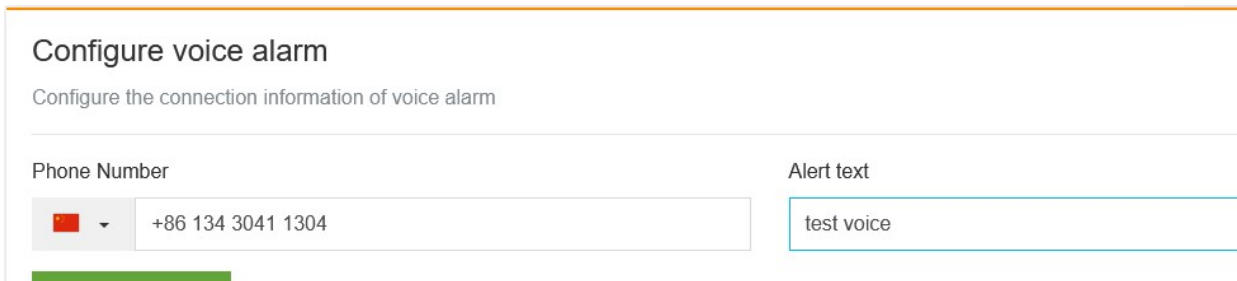 Configure voice alarm
Configure the connection information of voice alarm
Phone Number
Alert text
+86 134 3041 1304
test voice